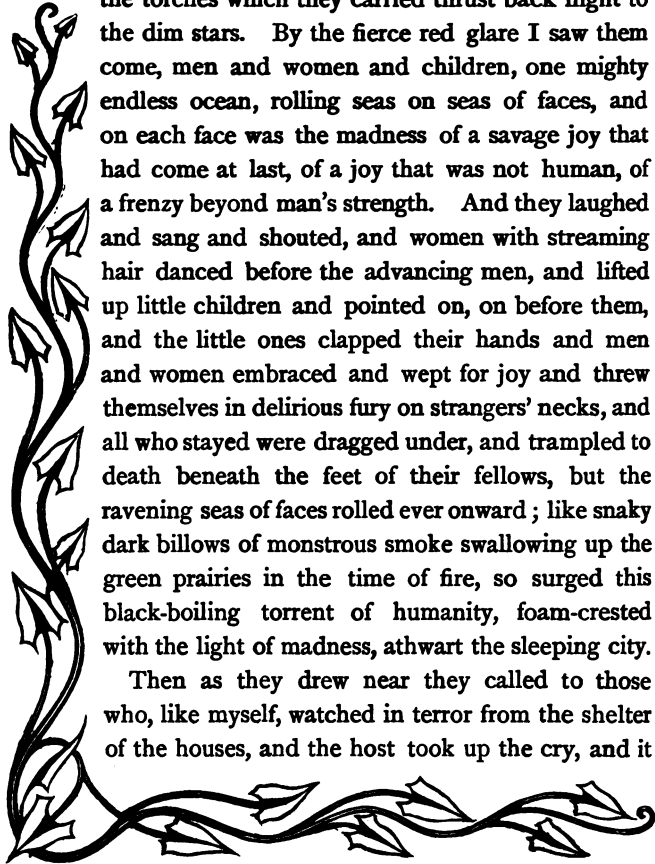 the torches which they carried thrust back night to
the dim stars. By the fierce red glare I saw them
come, men and women and children, one mighty
endless ocean, rolling seas on seas of faces, and
on each face was the madness of a savage joy that
had come at last, of a joy that was not human, of
a frenzy beyond man's strength. And they laughed
and sang and shouted, and women with streaming
hair danced before the advancing men, and lifted
up little children and pointed on, on before them,
and the little ones clapped their hands and men
and women embraced and wept for joy and threw
themselves in delirious fury on strangers' necks, and
all who stayed were dragged under, and trampled to
death beneath the feet of their fellows, but the
ravening seas of faces rolled ever onward ; like snaky
dark billows of monstrous smoke swallowing up the
green prairies in the time of fire, so surged this
black-boiling torrent of humanity, foam-crested
with the light of madness, athwart the sleeping city.
Then as they drew near they called to those
who, like myself, watched in terror from the shelter
of the houses, and the host took up the cry, and it